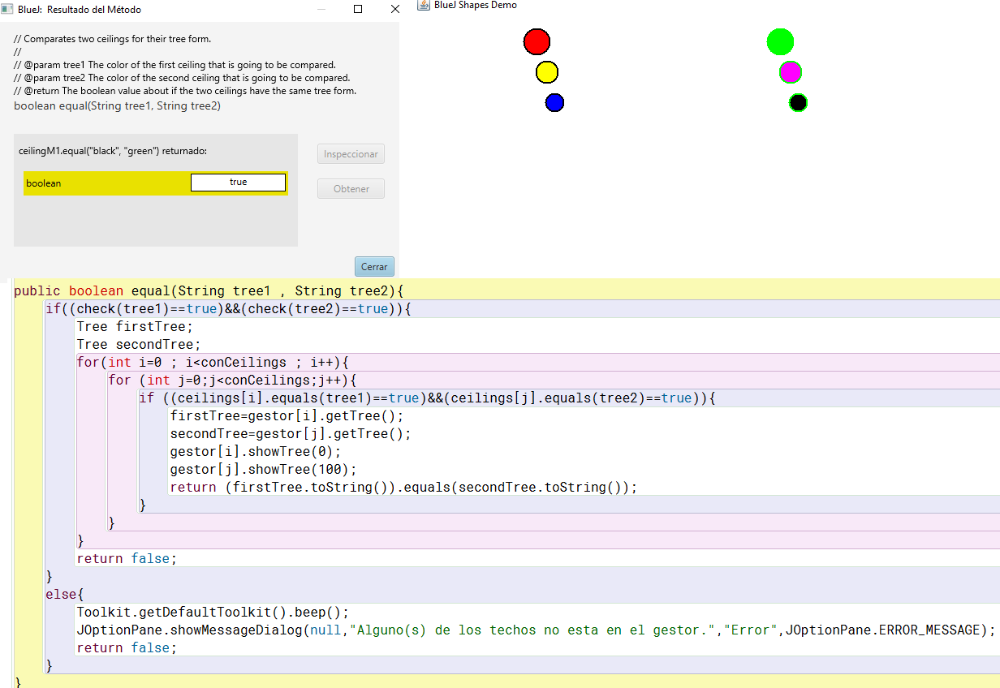 BlueJ: Resultado del Método
BlueJ Shapes Demo
// Comparates two ceilings for their tree form.
//
// @param tree1 The color of the first ceiling that is going to be compared.
// @param tree2 The color of the second ceiling that is going to be compared.
// @return The boolean value about if the two ceilings have the same tree form.
boolean equal(String tree1, String tree2)
ceilingM1.equal("black", "green") returnado:
boolean true
Inspeccionar
Obtener
Cerrar
public boolean equal(String tree1 , String tree2){
if((check(tree1)==true)&&(check(tree2)==true)){
Tree firstTree;
Tree secondTree;
for(int i=0 ; i<conCeilings ; i++){
for (int j=0;j<conCeilings;j++){
if ((ceilings[i].equals(tree1)==true)&&(ceilings[j].equals(tree2)==true)){
firstTree=gestor[i].getTree();
secondTree=gestor[j].getTree();
gestor[i].showTree(0);
gestor[j].showTree(100);
return (firstTree.toString()).equals(secondTree.toString());
}
}
}
return false;
}
else{
Toolkit.getDefaultToolkit().beep();
JOptionPane.showMessageDialog(null,"Alguno(s) de los techos no esta en el gestor.","Error",JOptionPane.ERROR_MESSAGE);
return false;
}
}